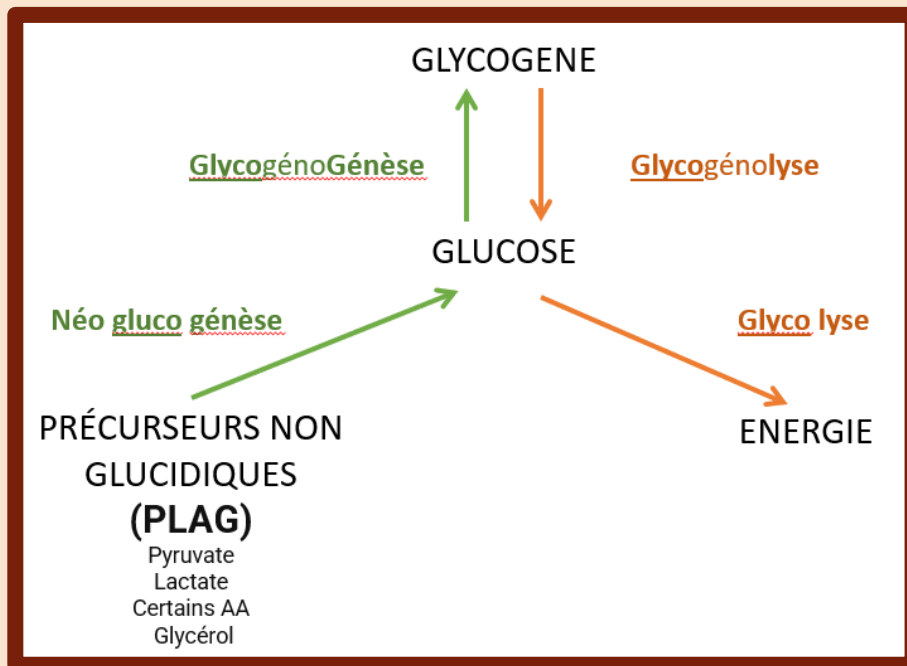 GLYCOGENE
GlycogénoGénèse
Glycogénolyse
GLUCOSE
Néo gluco génèse
Glyco lyse
PRÉCURSEURS NON
GLUCIDIQUES
(PLAG)
Pyruvate
Lactate
Certains AA
Glycérol
ENERGIE